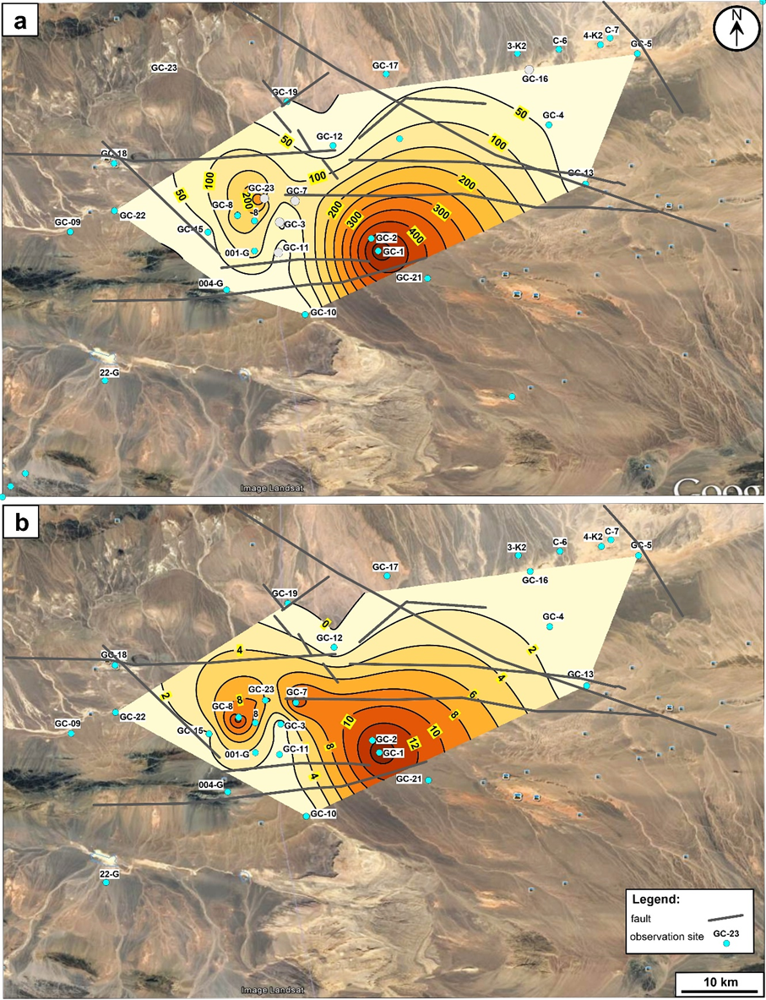 a
N
GC-23
GC-17
3-K2
C-6
4-K2
C-7
GC-5
GC-16
GC-19
GC-4
50
50
100
GC-12
GC-18
100
100
200
GC-13
50
GC-23
200
GC-7
GC-8
-8
200
300
300
400
GC-22
GC-09
GC-15
GC-3
GC-2
GC-1
001-G
GC-11
GC-21
004-G
GC-10
22-G
Image Landsat
Goog
b
GC-17
3-K2
C-6
4-K2
C-7
GC-5
GC-16
GC-19
0
GC-4
GC-12
4
2
GC-18
4
GC-13
2
GC-23
GC-7
6
8
GC-8
8
10
8
GC-22
GC-09
GC-15
GC-3
10
GC-2
12
8
GC-1
001-G
GC-11
4
GC-21
004-G
GC-10
22-G
Legend:
fault
observation site GC-23
10 km
Image Landsat